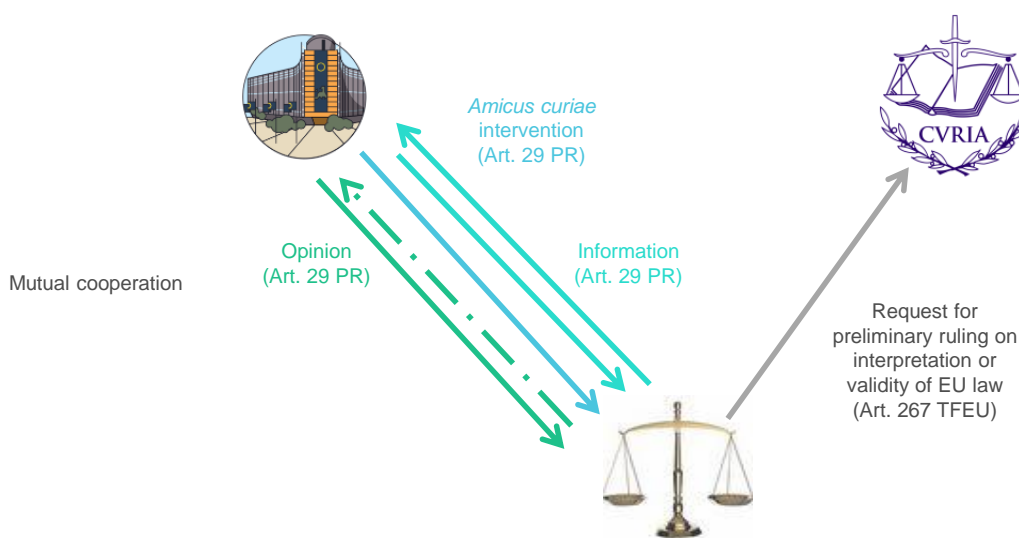 Amicus curiae
intervention
(Art. 29 PR)
CVRIA
Opinion
(Art. 29 PR)
Information
(Art. 29 PR)
Mutual cooperation
Request for
preliminary ruling on
interpretation or
validity of EU law
(Art. 267 TFEU)